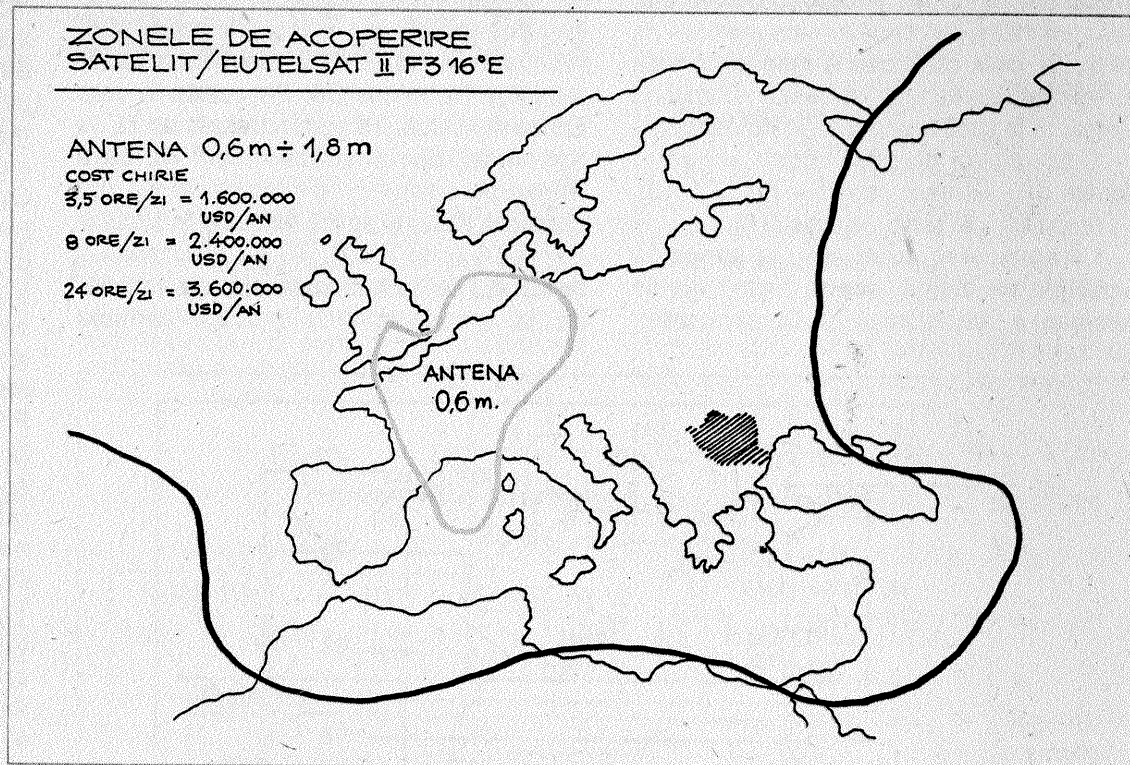 ZONELE DE ACOPERIRE
SATELIT/EUTELSAT II F3 16°E
ANTENA 0,6m ÷ 1,8m
COST CHIRIE
3,5 ORE/ZI = 1.600.000
USD/AN
8 ORE/ZI = 2.400.000
USD/AN
24 ORE/ZI = 3.600.000
USD/AN
ANTENA
0,6 m.